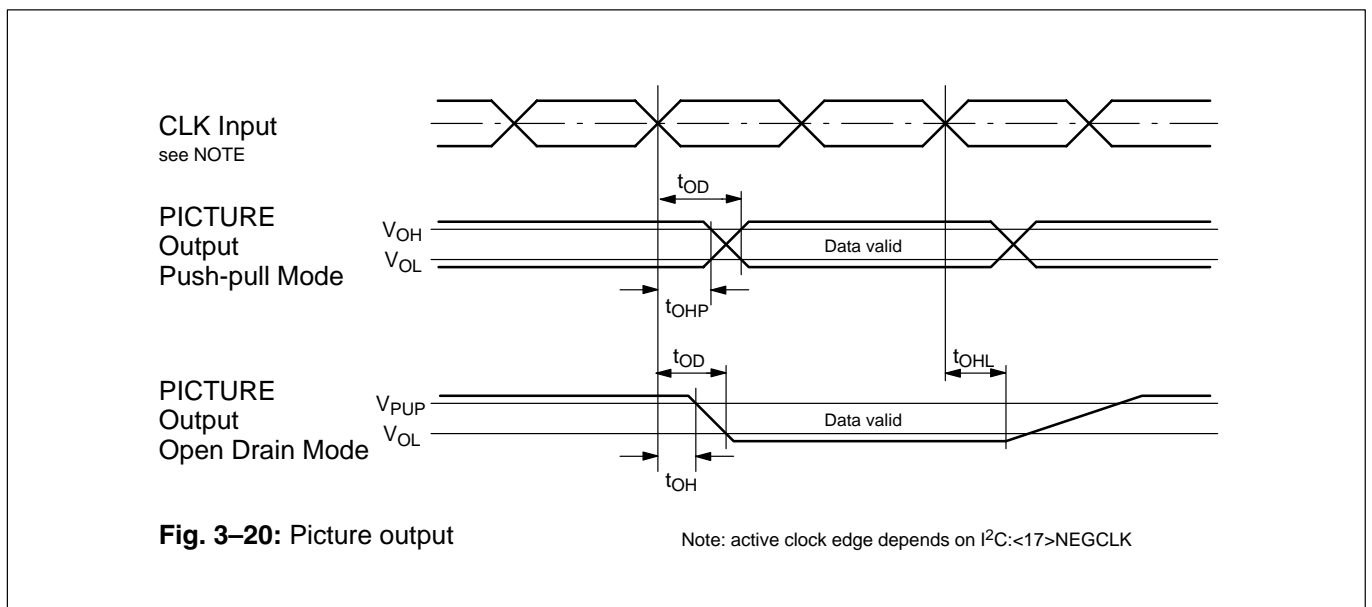 CLK Input
see NOTE
tOD
PICTURE
Output
Push-pull Mode
VOH
VOL
Data valid
tOHP
tOD
tOHL
PICTURE
Output
Open Drain Mode
VPUP
VOL
Data valid
tOH
Fig. 3–20: Picture output
Note: active clock edge depends on I2C:<17>NEGCLK